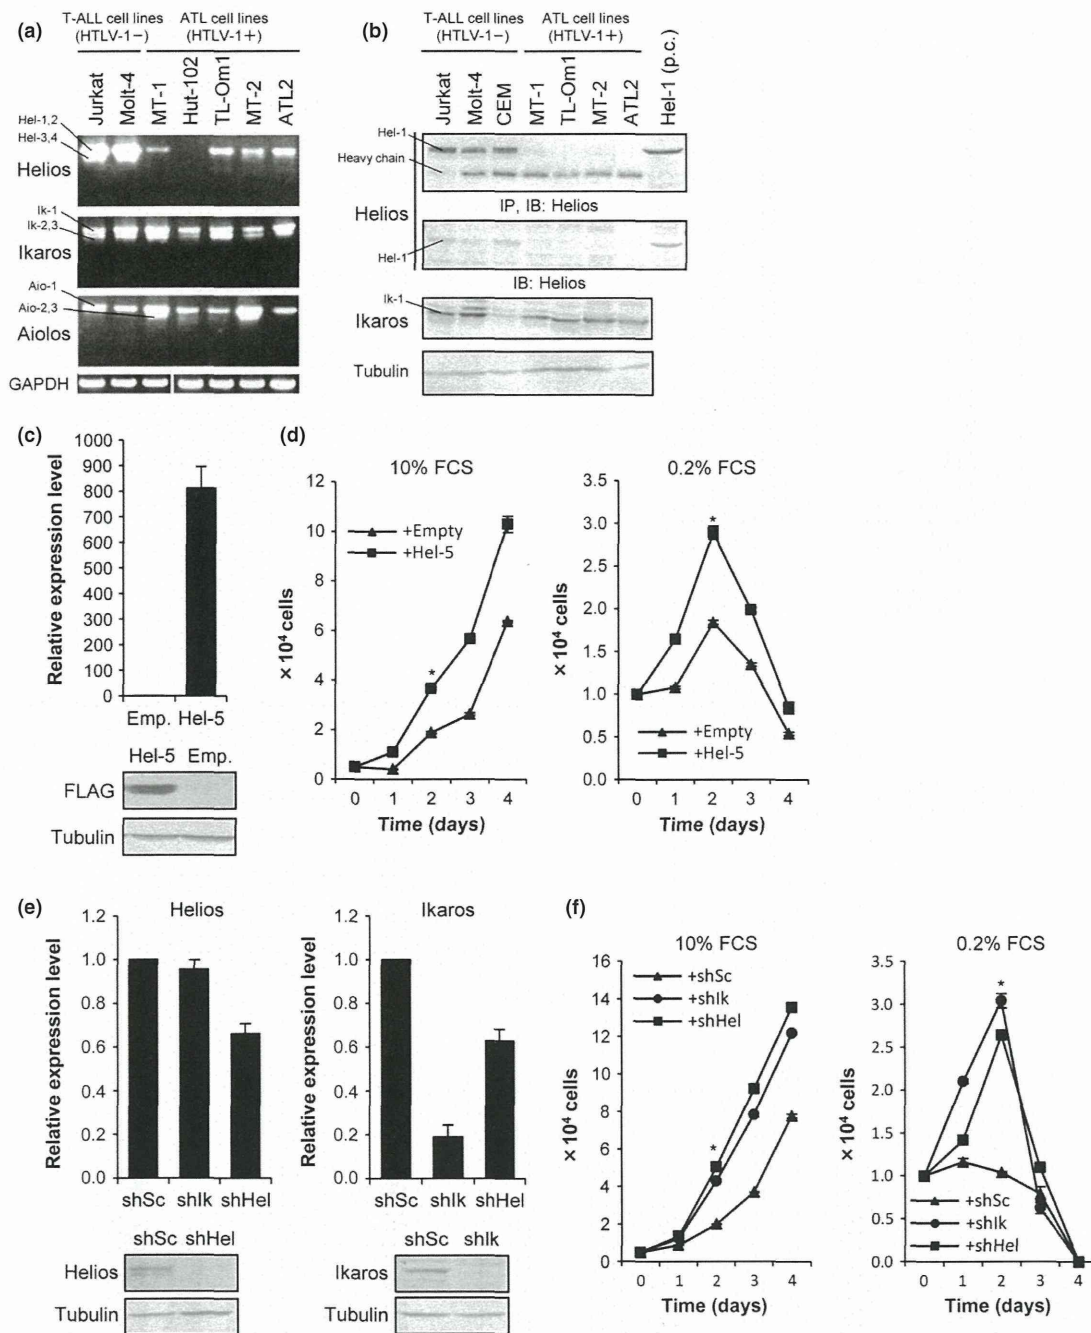 (a)
T-ALL cell lines
(HTLV-1−)
ATL cell lines
(HTLV-1+)
Jurkat
Molt-4
MT-1
Hut-102
TL-Om1
MT-2
ATL2
Hel-1,2
Hel-3,4
Helios
Ik-1
Ik-2,3
Ikaros
Aio-1
Aio-2,3
Aiolos
GAPDH
(b)
T-ALL cell lines
(HTLV-1−)
ATL cell lines
(HTLV-1+)
Jurkat
Molt-4
CEM
MT-1
TL-Om1
MT-2
ATL2
Hel-1 (p.c.)
Hel-1
Heavy chain
IP, IB: Helios
Helios
Hel-1
IB: Helios
Ik-1
Ikaros
Tubulin
(c)
Relative expression level
1000
900
800
700
600
500
400
300
200
100
0
Emp. Hel-5
Hel-5 Emp.
FLAG
Tubulin
(d)
10% FCS
× 10⁴ cells
12
10
8
6
4
2
0
+Empty
+Hel-5
*
0 1 2 3 4
Time (days)
0.2% FCS
× 10⁴ cells
3.5
3.0
2.5
2.0
1.5
1.0
0.5
0.0
*
+Empty
+Hel-5
0 1 2 3 4
Time (days)
(e)
Helios
Relative expression level
1.2
1.0
0.8
0.6
0.4
0.2
0.0
shSc shIk shHel
shSc shHel
Helios
Tubulin
Ikaros
Relative expression level
1.2
1.0
0.8
0.6
0.4
0.2
0.0
shSc shIk shHel
shSc shIk
Ikaros
Tubulin
(f)
10% FCS
× 10⁴ cells
16
14
12
10
8
6
4
2
0
+shSc
+shIk
+shHel
*
0 1 2 3 4
Time (days)
0.2% FCS
× 10⁴ cells
3.5
3.0
2.5
2.0
1.5
1.0
0.5
0.0
*
+shSc
+shIk
+shHel
0 1 2 3 4
Time (days)